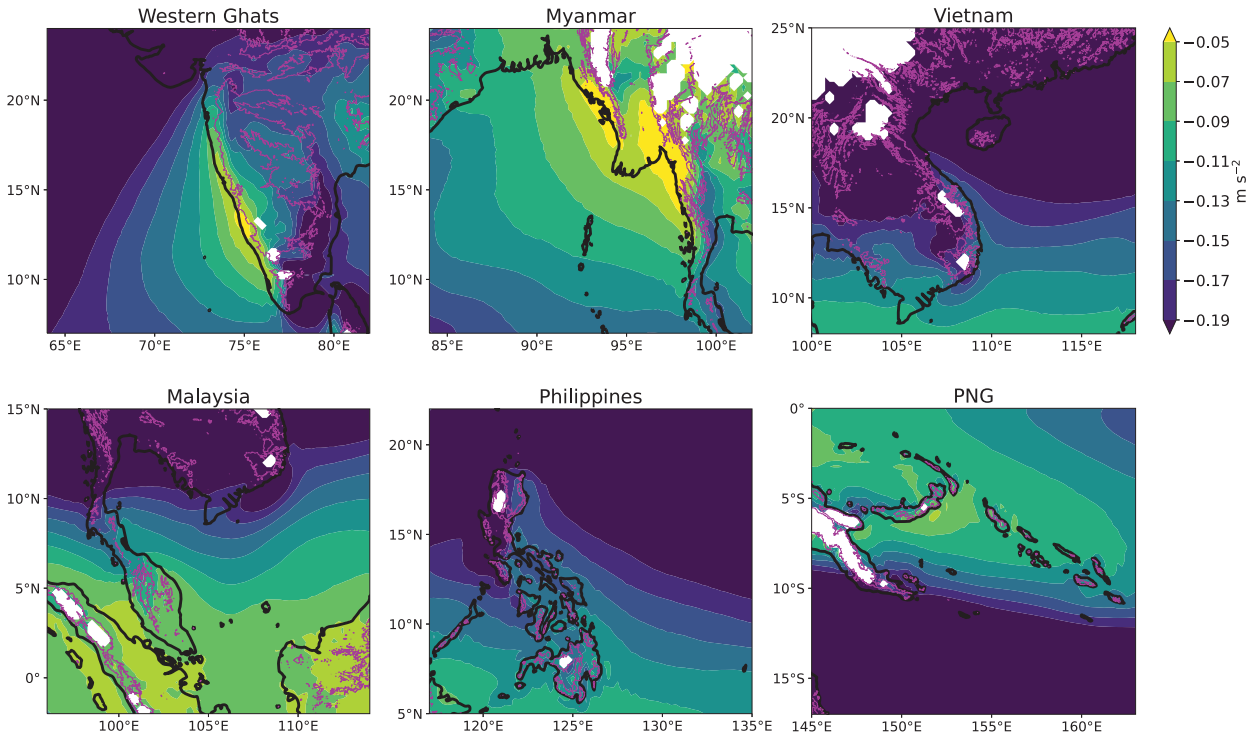 Western Ghats
Myanmar
Vietnam
20°N
15°N
10°N
65°E
70°E
75°E
80°E
20°N
15°N
10°N
85°E
90°E
95°E
100°E
25°N
20°N
15°N
10°N
100°E
105°E
110°E
115°E
−0.05
−0.07
−0.09
−0.11
−0.13
−0.15
−0.17
−0.19
m s⁻²
Malaysia
Philippines
PNG
15°N
10°N
5°N
0°
100°E
105°E
110°E
20°N
15°N
10°N
5°N
120°E
125°E
130°E
135°E
0°
5°S
10°S
15°S
145°E
150°E
155°E
160°E